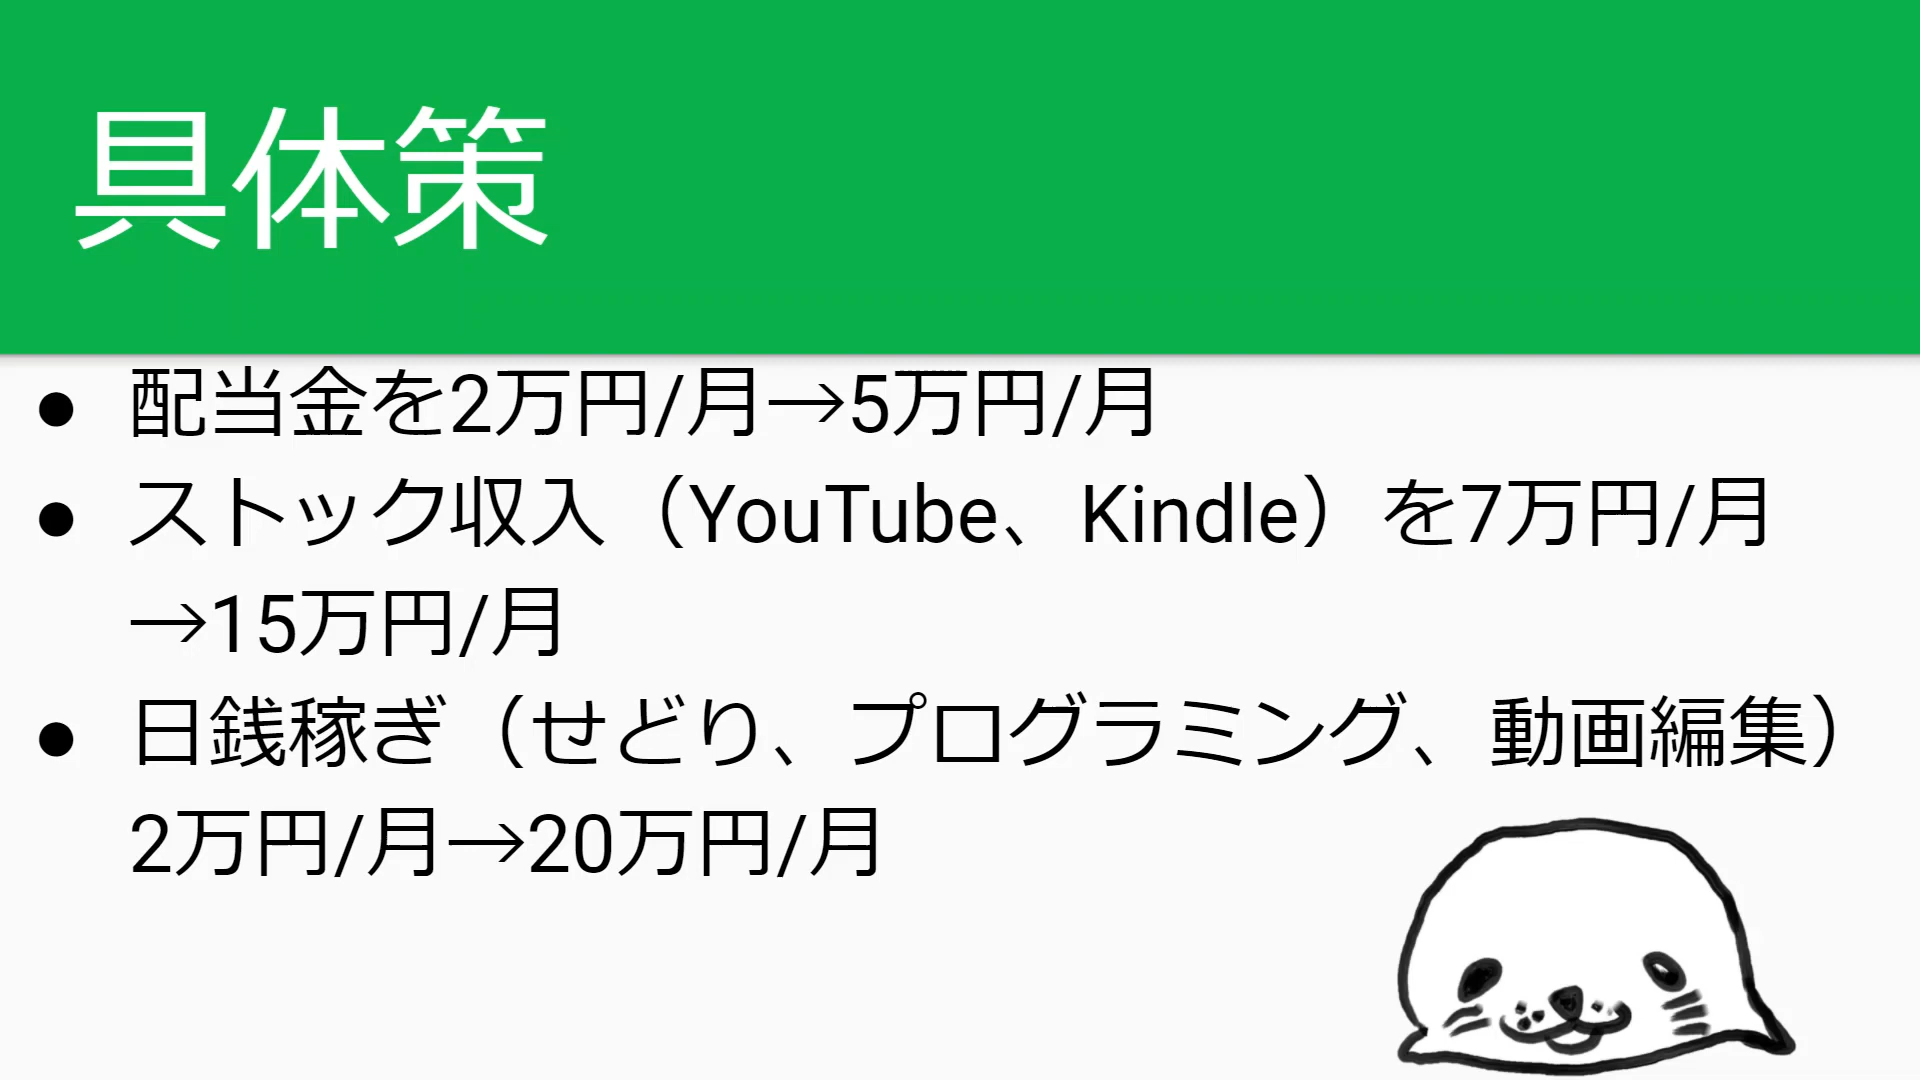 具体策
● 配当金を2万円/月→5万円/月
● ストック収入（YouTube、Kindle）を7万円/月
→15万円/月
● 日銭稼ぎ（せどり、プログラミング、動画編集）
2万円/月→20万円/月